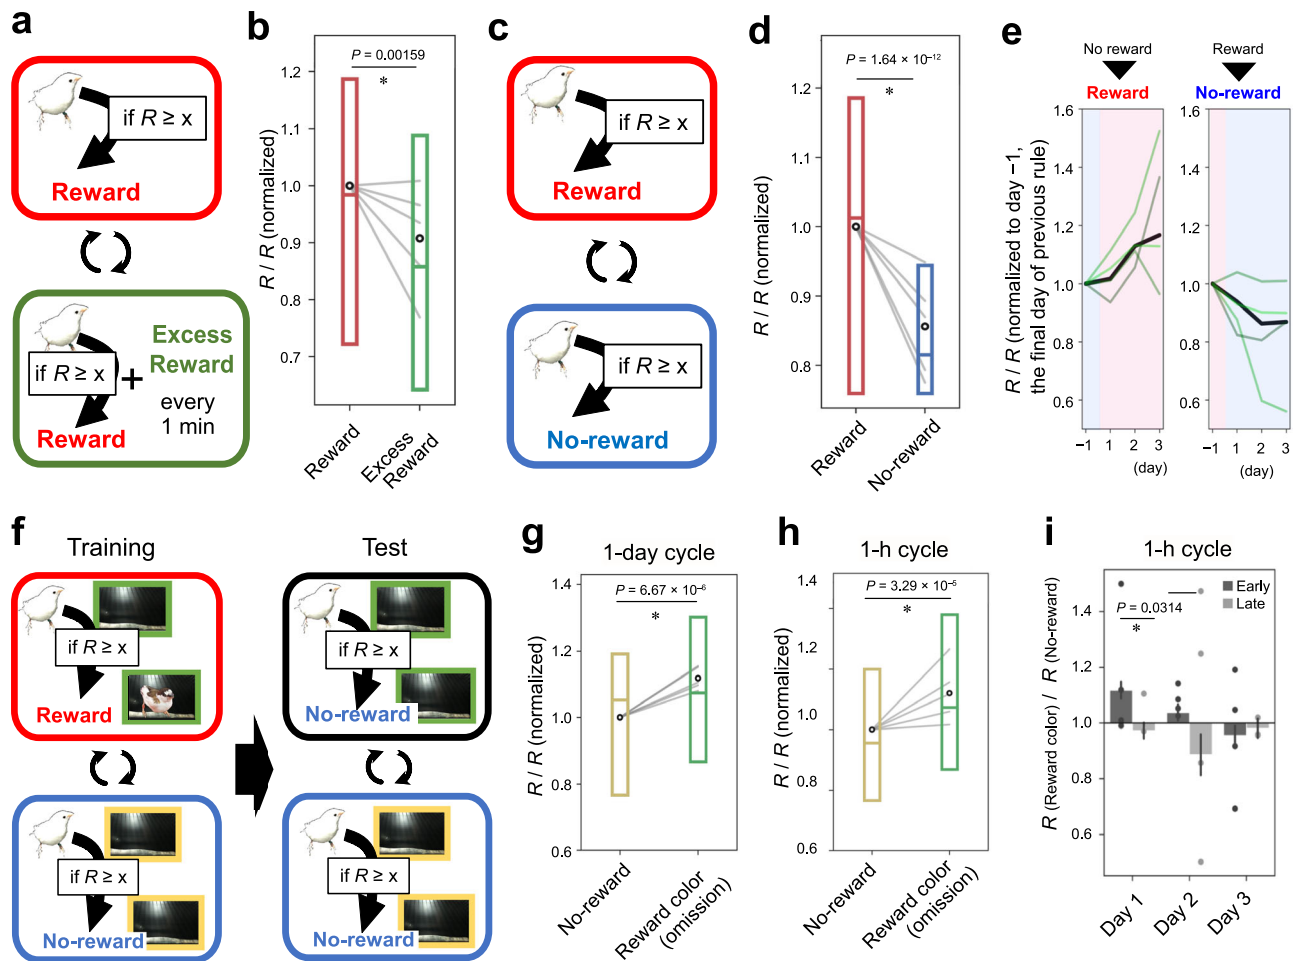 a
if R ≥ x
Reward
if R ≥ x
Reward
+
Excess
Reward
every
1 min
b
P = 0.00159
*
R / R (normalized)
1.2
1.1
1.0
0.9
0.8
0.7
Reward
Excess
Reward
c
if R ≥ x
Reward
if R ≥ x
No-reward
d
P = 1.64 × 10⁻¹²
*
R / R (normalized)
1.2
1.1
1.0
0.9
0.8
Reward
No-reward
e
No reward
Reward
Reward
No-reward
R / R (normalized to day −1,
the final day of previous rule)
1.6
1.4
1.2
1.0
0.8
0.6
−1 1 2 3
(day)
1.6
1.4
1.2
1.0
0.8
0.6
−1 1 2 3
(day)
f
Training
Test
if R ≥ x
Reward
if R ≥ x
No-reward
if R ≥ x
No-reward
if R ≥ x
No-reward
g
1-day cycle
P = 6.67 × 10⁻⁶
*
R / R (normalized)
1.4
1.2
1.0
0.8
0.6
No-reward
Reward color
(omission)
h
1-h cycle
P = 3.29 × 10⁻⁵
*
R / R (normalized)
1.4
1.2
1.0
0.8
0.6
No-reward
Reward color
(omission)
i
1-h cycle
Early
Late
P = 0.0314
*
R (Reward color) / R (No-reward)
1.4
1.2
1.0
0.8
0.6
Day 1
Day 2
Day 3